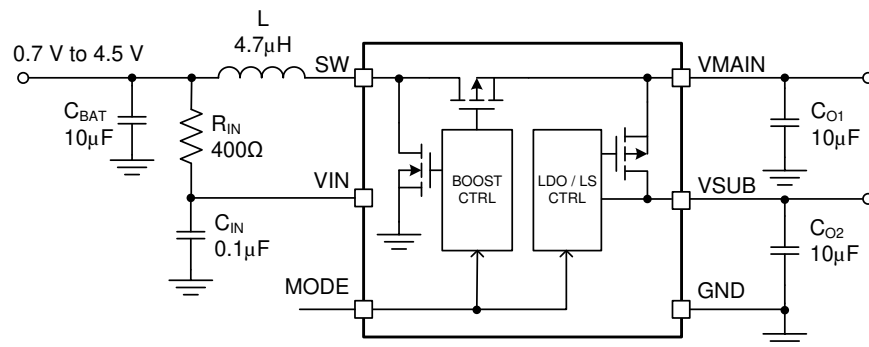 L
4.7μH
0.7 V to 4.5 V
SW
VMAIN
CBAT
10μF
RIN
400Ω
CO1
10μF
BOOST
CTRL
LDO / LS
CTRL
VIN
VSUB
CIN
0.1μF
CO2
10μF
MODE
GND